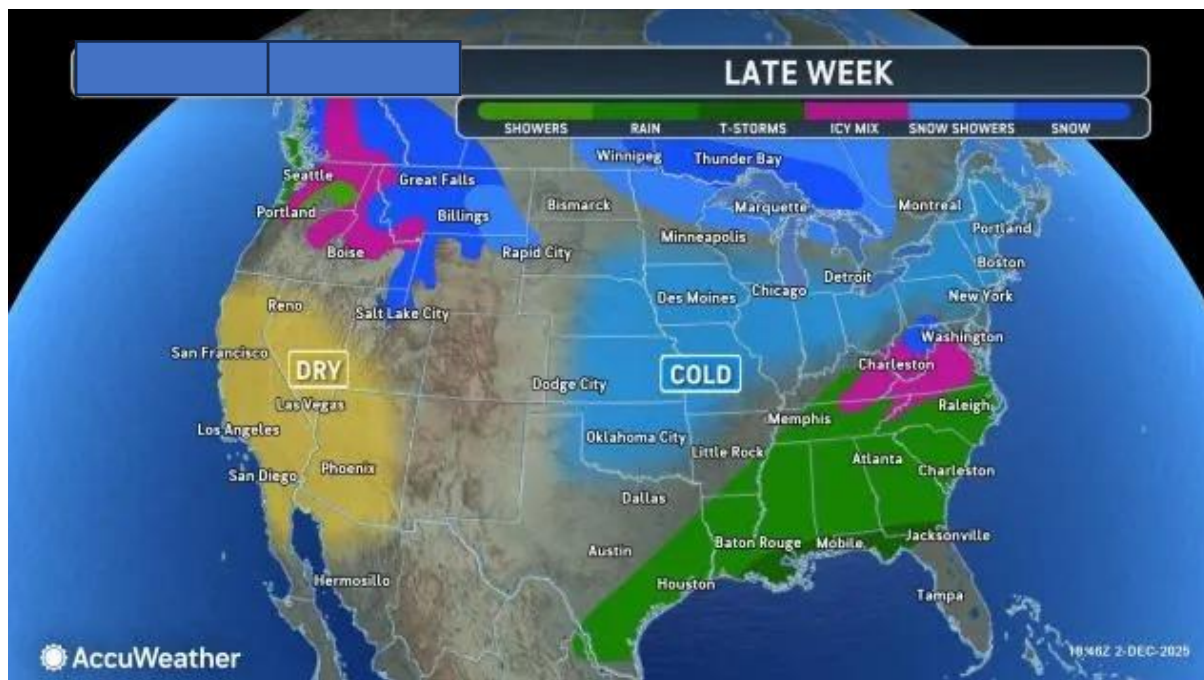 LATE WEEK
SHOWERS RAIN T-STORMS ICY MIX SNOW SHOWERS SNOW
Winnipeg Thunder Bay
Seattle Great Falls
Portland Billings Bismarck Marquette Montreal
Minneapolis Portland
Boise Rapid City Boston
Detroit
Reno Des Moines Chicago New York
Salt Lake City
San Francisco Washington
DRY COLD Charleston
Dodge City
Las Vegas Memphis Raleigh
Los Angeles Oklahoma City
Little Rock Atlanta
San Diego Phoenix Charleston
Dallas
Austin Baton Rouge Mobile Jacksonville
Hermosillo Houston
Tampa
AccuWeather 2-DEC-2025